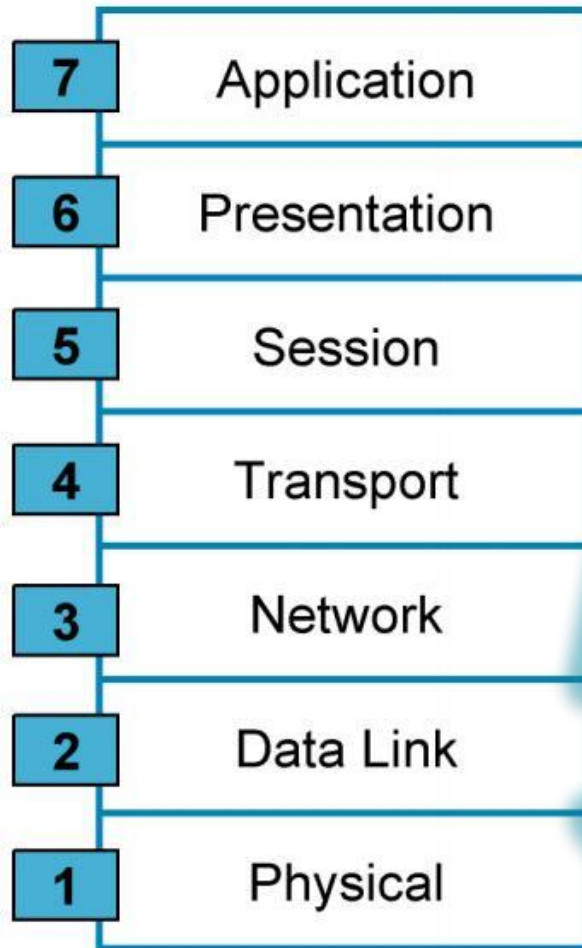 7 Application
6 Presentation
5 Session
4 Transport
3 Network
2 Data Link
1 Physical